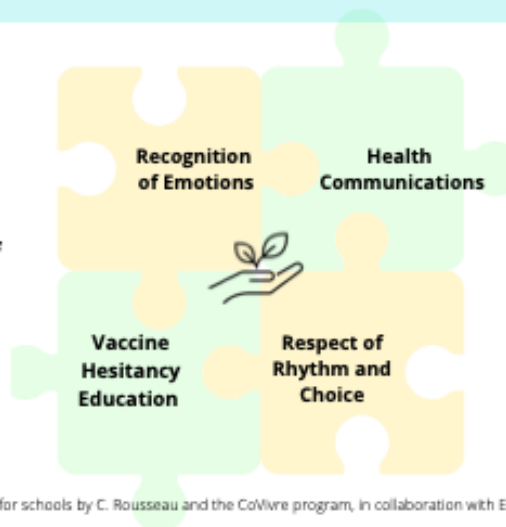 Recognition
of Emotions
Health
Communications
Vaccine
Hesitancy
Education
Respect of
Rhythm and
Choice
for schools by C. Rousseau and the CoVivre program, in collaboration with E